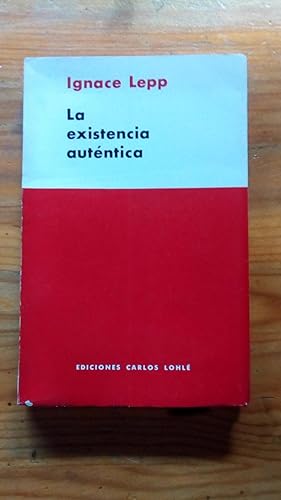 Ignace Lepp
La
existencia
auténtica
EDICIONES CARLOS LOHLÉ